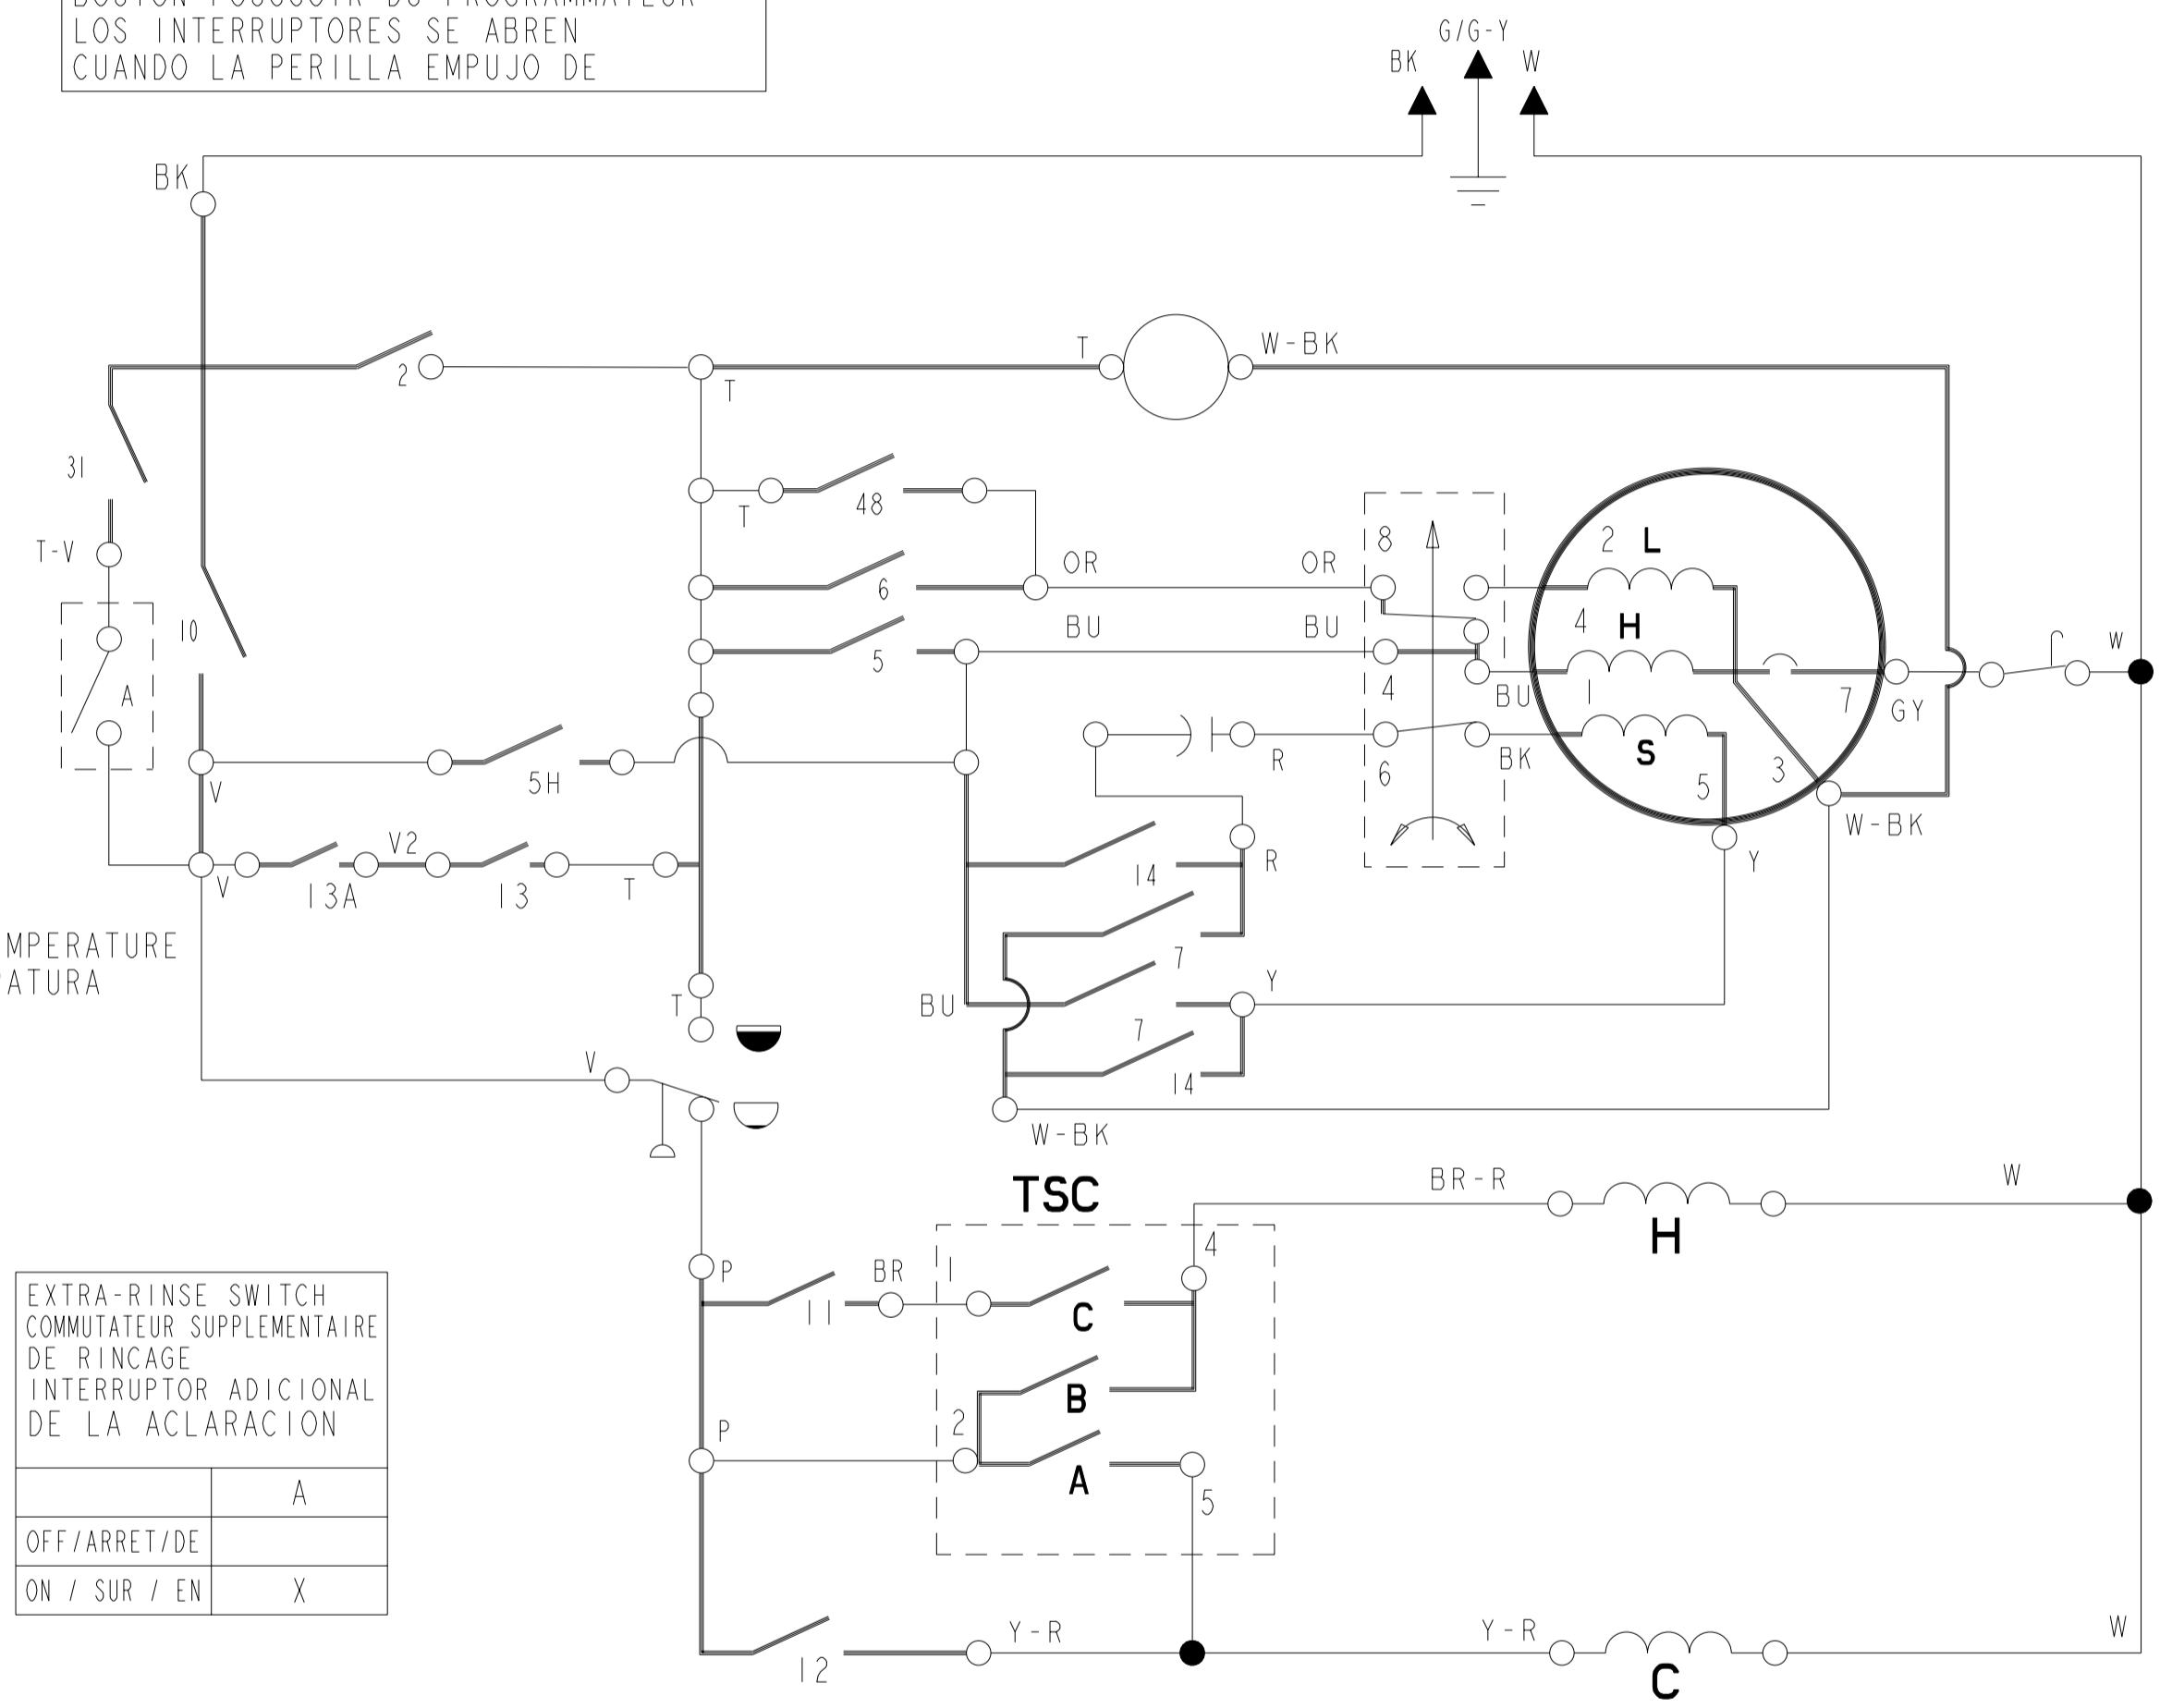 LOS INTERRUPTORES SE ABREN
CUANDO LA PERILLA EMPUJO DE
G/G-Y
BK
W
BK
T
W-BK
2
T
31
48
T
T-V
8
2 L
OR
OR
4 H
10
6
BU
BU
W
A
5
4
BU
1
7
GY
R
BK
S
5H
6
5
3
V
W-BK
V2
14
R
Y
V
13A
13
T
MPERATURE
ATURA
7
Y
T
BU
7
V
14
W-BK
TSC
BR-R
W
H
4
P
BR
1
11
C
EXTRA-RINSE SWITCH
COMMUTATEUR SUPPLEMENTAIRE
DE RINCAGE
INTERRUPTOR ADICIONAL
DE LA ACLARACION
B
P
2
A
A
5
OFF/ARRET/DE
ON / SUR / EN
X
Y-R
Y-R
W
12
C